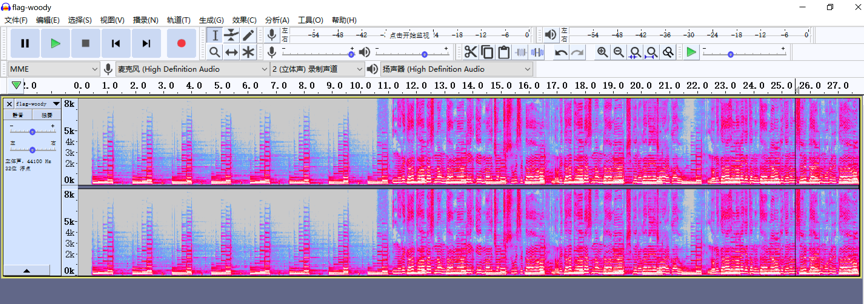 flag-woody
文件(F) 编辑(E) 选择(S) 视图(V) 播录(N) 轨道(T) 生成(G) 效果(C) 分析(A) 工具(O) 帮助(H)
左 右 -54 -48 -42 点击开始监视 -18 -12 -6 0
左 右 -54 -48 -42 -36 -30 -24 -18 -12 -6 0
MME 麦克风 (High Definition Audio 2 (立体声) 录制声道 扬声器 (High Definition Audio
1.0 0.0 1.0 2.0 3.0 4.0 5.0 6.0 7.0 8.0 9.0 10.0 11.0 12.0 13.0 14.0 15.0 16.0 17.0 18.0 19.0 20.0 21.0 22.0 23.0 24.0 25.0 26.0 27.0
flag-woody
静音 独奏
- +
左 右
立体声, 44100 Hz
32位 浮点
8k
5k
4k
3k
2k
0k
8k
5k
4k
3k
2k
0k